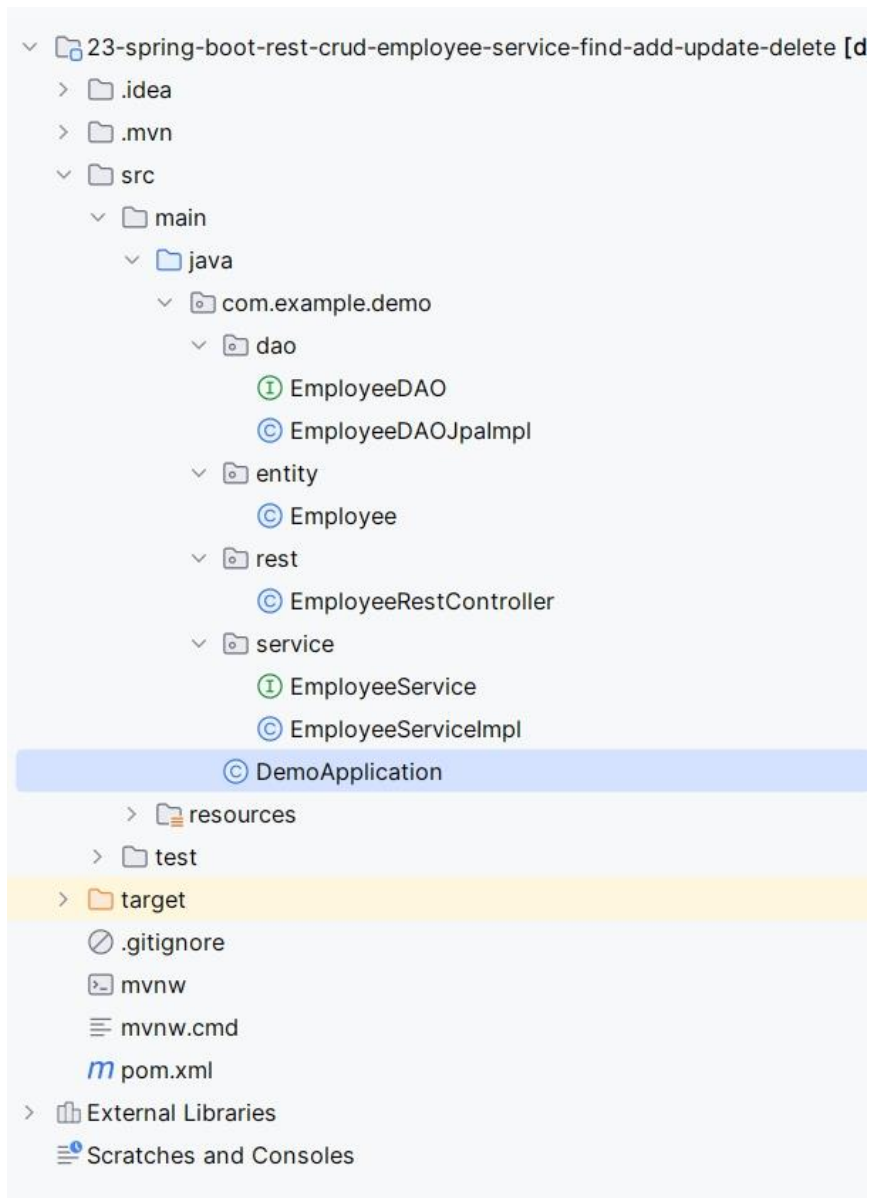 23-spring-boot-rest-crud-employee-service-find-add-update-delete [d
.idea
.mvn
src
main
java
com.example.demo
dao
EmployeeDAO
EmployeeDAOJpaImpl
entity
Employee
rest
EmployeeRestController
service
EmployeeService
EmployeeServiceImpl
DemoApplication
resources
test
target
.gitignore
mvnw
mvnw.cmd
pom.xml
External Libraries
Scratches and Consoles